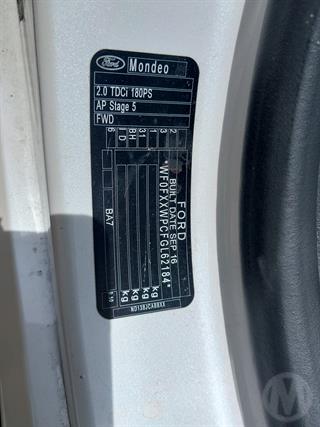 Ford
Mondeo
2.0 TDCi 180PS
AP Stage 5
FWD
FORD
BUILT DATE SEP 16
*WF0FXXWPCFGL62184*
kg
kg
kg
kg
BA7
ND13BJCABBXX
M